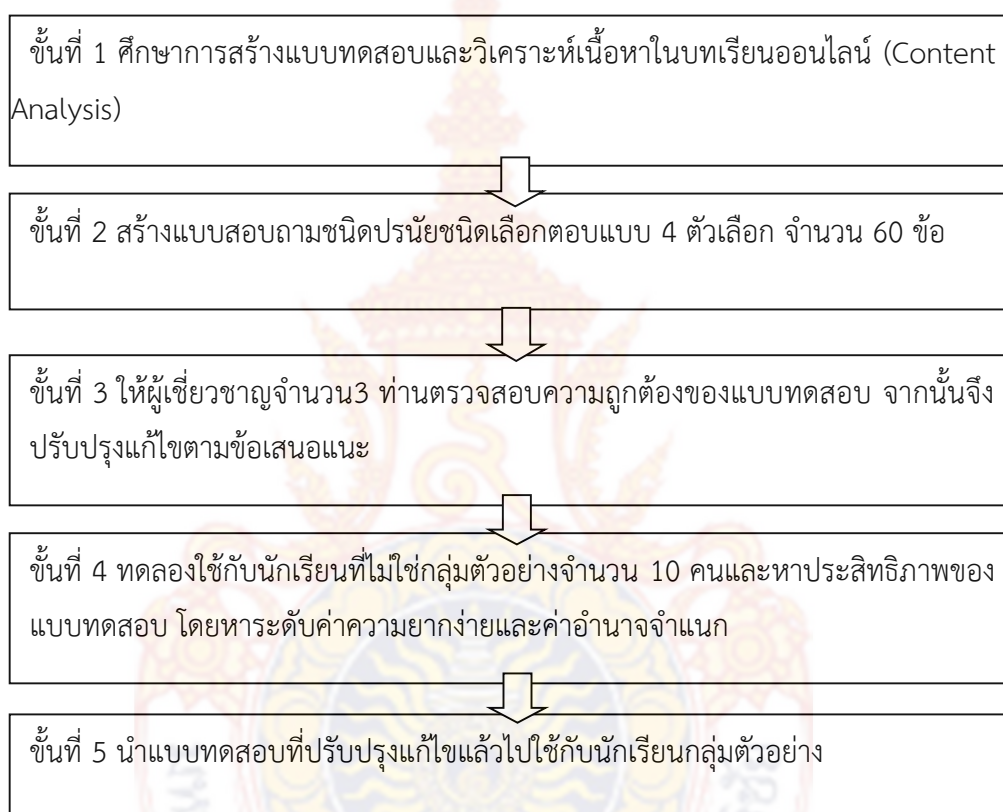 ขั้นที่ 1 ศึกษาการสร้างแบบทดสอบและวิเคราะห์เนื้อหาในบทเรียนออนไลน์ (Content
Analysis)
ขั้นที่ 2 สร้างแบบสอบถามชนิดปรนัยชนิดเลือกตอบแบบ 4 ตัวเลือก จำนวน 60 ข้อ
ขั้นที่ 3 ให้ผู้เชี่ยวชาญจำนวน3 ท่านตรวจสอบความถูกต้องของแบบทดสอบ จากนั้นจึง
ปรับปรุงแก้ไขตามข้อเสนอแนะ
ขั้นที่ 4 ทดลองใช้กับนักเรียนที่ไม่ใช่กลุ่มตัวอย่างจำนวน 10 คนและหาประสิทธิภาพของ
แบบทดสอบ โดยหาระดับค่าความยากง่ายและค่าอำนาจจำแนก
ขั้นที่ 5 นำแบบทดสอบที่ปรับปรุงแก้ไขแล้วไปใช้กับนักเรียนกลุ่มตัวอย่าง